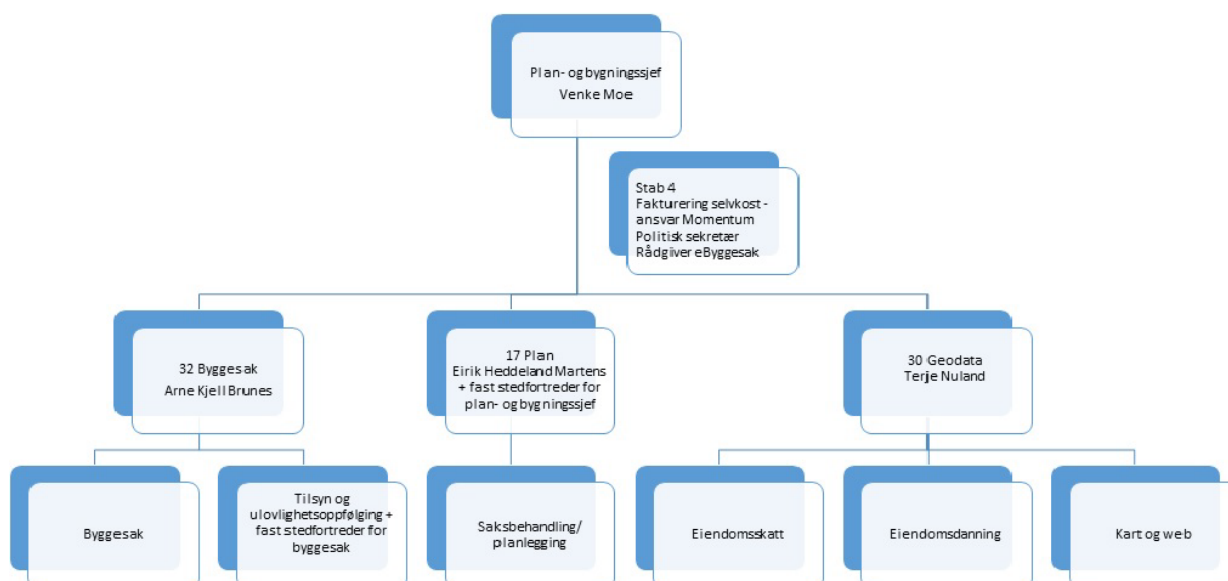 Plan- og bygningssjef
Venke Moe
Stab 4
Fakturering selvkost -
ansvar Momentum
Politisk sekretær
Rådgiver eByggesak
32 Byggesak
Arne Kjell Brunes
17 Plan
Eirik Heddeland Martens
+ fast stedfortreder for
plan- og bygningssjef
30 Geodata
Terje Nuland
Byggesak
Tilsyn og
ulovlighetsoppfølging +
fast stedfortreder for
byggesak
Saksbehandling/
planlegging
Eiendomsskatt
Eiendomsdanning
Kart og web